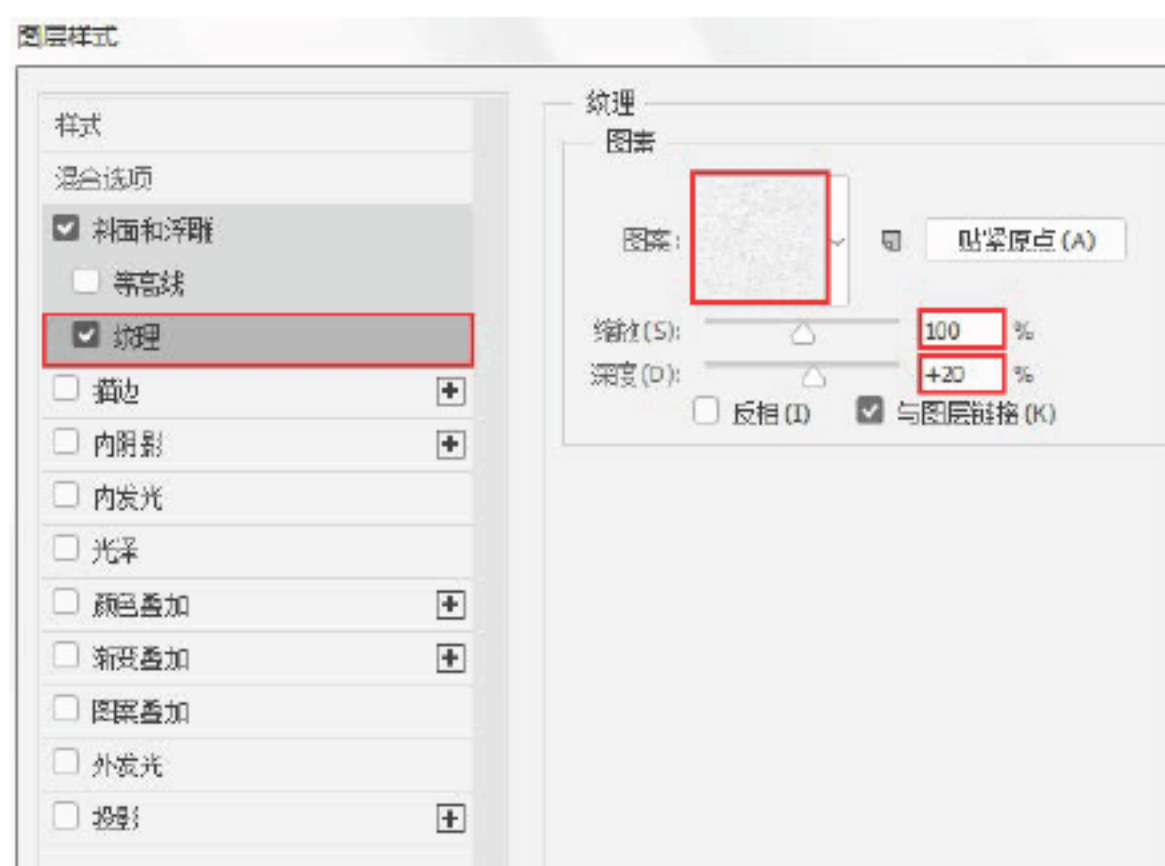 图层样式
样式
混合选项
斜面和浮雕
等高线
纹理
描边
内阴影
内发光
光泽
颜色叠加
渐变叠加
图案叠加
外发光
投影
纹理
图素
图案:
贴紧原点(A)
缩放(S): 100 %
深度(D): +20 %
反相(I) 与图层链接(K)